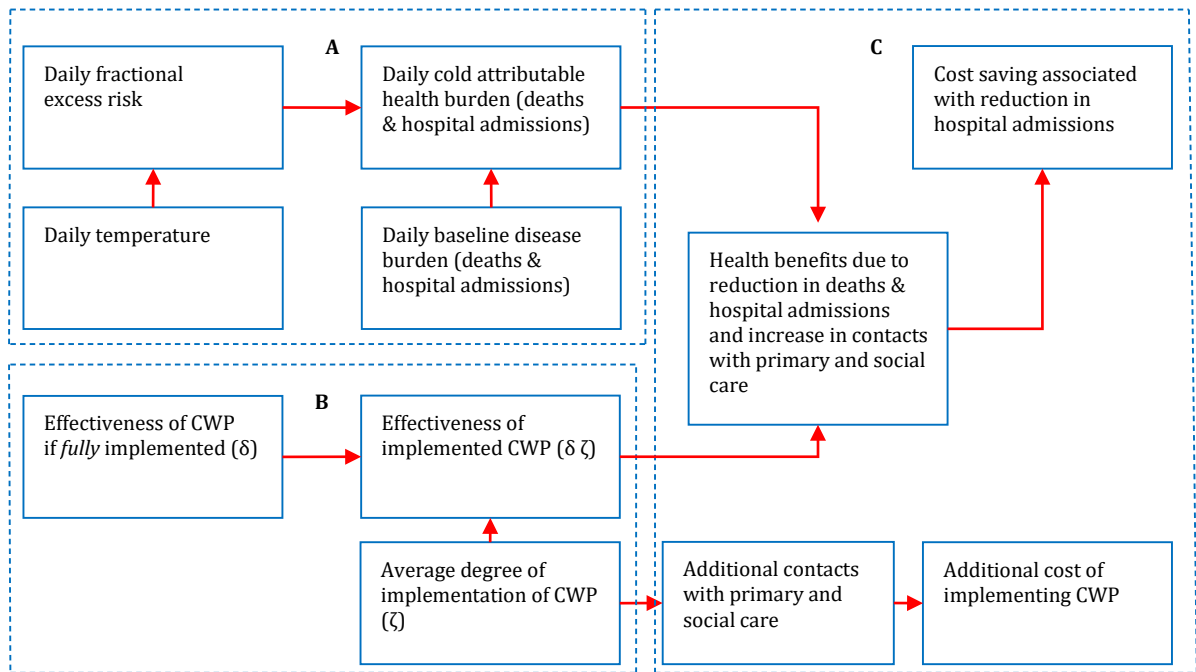 A
Daily fractional
excess risk
Daily cold attributable
health burden (deaths
& hospital admissions)
Daily temperature
Daily baseline disease
burden (deaths &
hospital admissions)
B
Effectiveness of CWP
if fully implemented (δ)
Effectiveness of
implemented CWP (δ ζ)
Average degree of
implementation of CWP
(ζ)
C
Cost saving associated
with reduction in
hospital admissions
Health benefits due to
reduction in deaths &
hospital admissions
and increase in contacts
with primary and social
care
Additional contacts
with primary and
social care
Additional cost of
implementing CWP